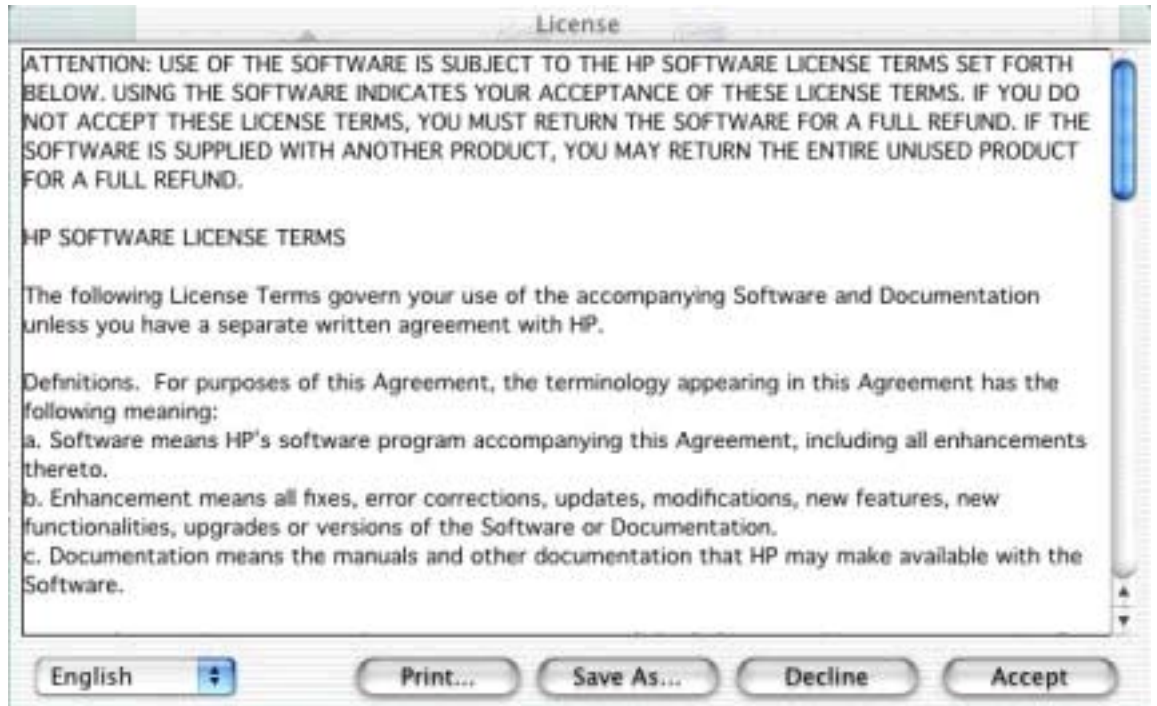 License
ATTENTION: USE OF THE SOFTWARE IS SUBJECT TO THE HP SOFTWARE LICENSE TERMS SET FORTH
BELOW. USING THE SOFTWARE INDICATES YOUR ACCEPTANCE OF THESE LICENSE TERMS. IF YOU DO
NOT ACCEPT THESE LICENSE TERMS, YOU MUST RETURN THE SOFTWARE FOR A FULL REFUND. IF THE
SOFTWARE IS SUPPLIED WITH ANOTHER PRODUCT, YOU MAY RETURN THE ENTIRE UNUSED PRODUCT
FOR A FULL REFUND.
HP SOFTWARE LICENSE TERMS
The following License Terms govern your use of the accompanying Software and Documentation
unless you have a separate written agreement with HP.
Definitions.  For purposes of this Agreement, the terminology appearing in this Agreement has the
following meaning:
a. Software means HP's software program accompanying this Agreement, including all enhancements
thereto.
b. Enhancement means all fixes, error corrections, updates, modifications, new features, new
functionalities, upgrades or versions of the Software or Documentation.
c. Documentation means the manuals and other documentation that HP may make available with the
Software.
English Print... Save As... Decline Accept